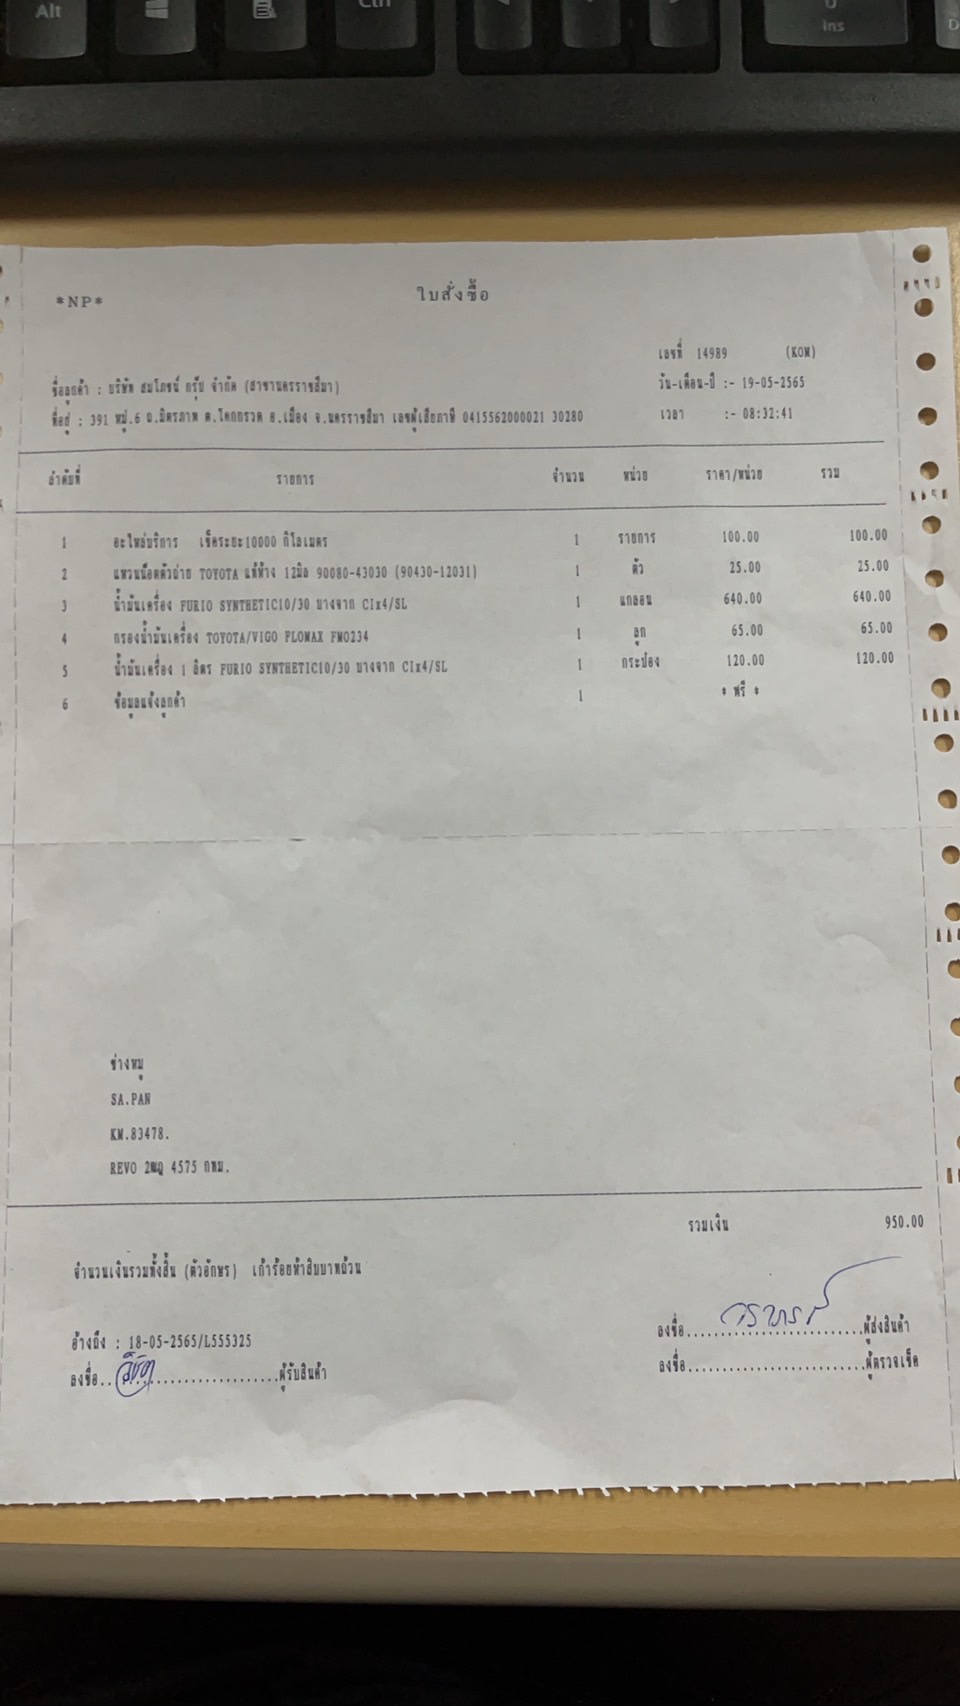 Alt
Ctrl
Ins
*NP*
ใบสั่งซื้อ
เลขที่ 14989 (KOM)
ชื่อลูกค้า : บริษัท สมโภชน์ กรุ๊ป จำกัด (สาขานครราชสีมา)
วัน-เดือน-ปี :- 19-05-2565
ที่อยู่ : 391 หมู่.6 ถ.มิตรภาพ ต.โคกกรวด อ.เมือง จ.นครราชสีมา เลขผู้เสียภาษี 0415562000021 30280
เวลา :- 08:32:41
ลำดับที่ รายการ จำนวน หน่วย ราคา/หน่วย รวม
1 อะไหล่บริการ เช็คระยะ10000 กิโลเมตร 1 รายการ 100.00 100.00
2 แหวนน็อตตัวถ่าย TOYOTA แท้ห้าง 12มิล 90080-43030 (90430-12031) 1 ตัว 25.00 25.00
3 น้ำมันเครื่อง FURIO SYNTHETIC10/30 บางจาก CIx4/SL 1 แกลอน 640.00 640.00
4 กรองน้ำมันเครื่อง TOYOTA/VIGO FLOMAX FMO234 1 ลูก 65.00 65.00
5 น้ำมันเครื่อง 1 ลิตร FURIO SYNTHETIC10/30 บางจาก CIx4/SL 1 กระป๋อง 120.00 120.00
6 ข้อมูลแจ้งลูกค้า 1 * ฟรี *
ช่างหมู
SA.PAN
KM.83478.
REVO 2ฒฎ 4575 กทม.
รวมเงิน 950.00
จำนวนเงินรวมทั้งสิ้น (ตัวอักษร) เก้าร้อยห้าสิบบาทถ้วน
อ้างถึง : 18-05-2565/L555325
ลงชื่อ..............................ผู้ส่งสินค้า
ลงชื่อ..............................ผู้รับสินค้า
ลงชื่อ..............................ผู้ตรวจเช็ค